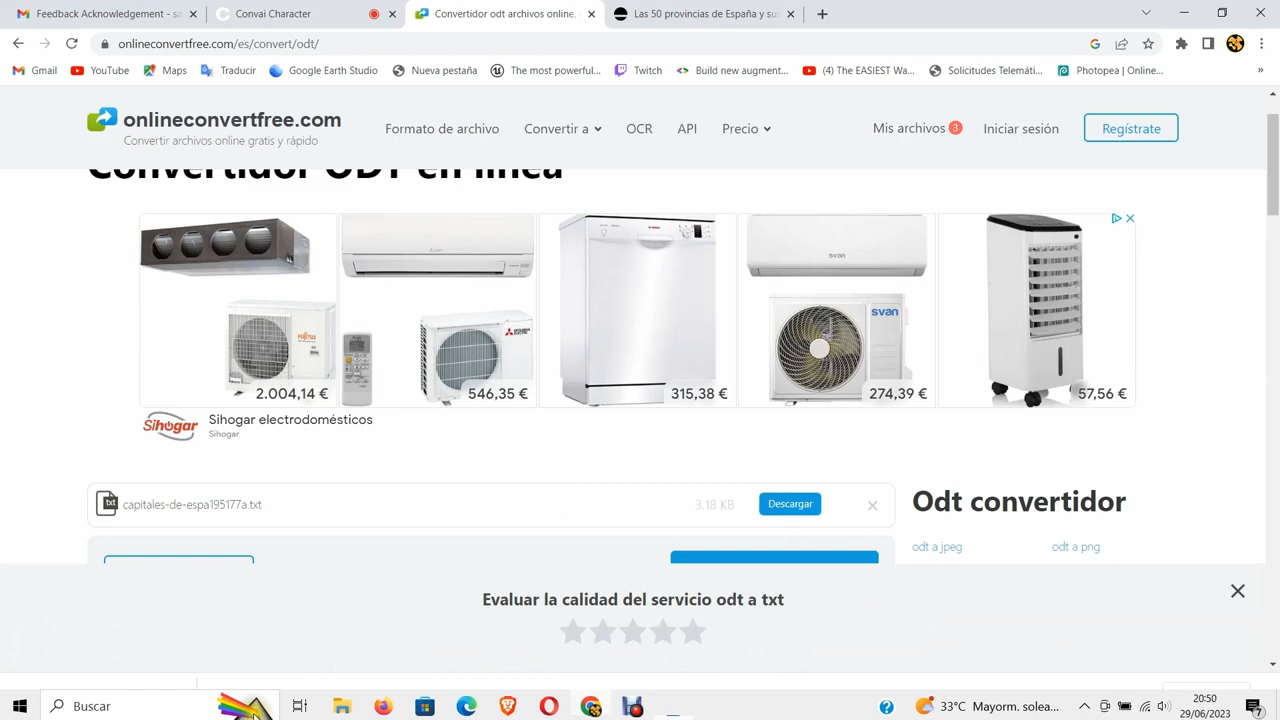 Feedback Acknowledgement - sa
Convai Character
Convertidor odt archivos online,
Las 50 provincias de España y su
onlineconvertfree.com/es/convert/odt/
Gmail
YouTube
Maps
Traducir
Google Earth Studio
Nueva pestaña
The most powerful...
Twitch
Build new augment...
(4) The EASIEST Wa...
Solicitudes Telemáti...
Photopea | Online...
»
onlineconvertfree.com
Convertir archivos online gratis y rápido
Formato de archivo
Convertir a
OCR
API
Precio
Mis archivos 3
Iniciar sesión
Regístrate
Convertidor ODT en línea
FUJITSU
MITSUBISHI ELECTRIC
BOSCH
svan
svan
2.004,14 €
546,35 €
315,38 €
274,39 €
57,56 €
Sihogar
Sihogar electrodomésticos
Sihogar
txt
capitales-de-espa195177a.txt
3.18 KB
Descargar
Odt convertidor
odt a jpeg
odt a png
Evaluar la calidad del servicio odt a txt
Buscar
33°C Mayorm. solea...
20:50
29/06/2023
7